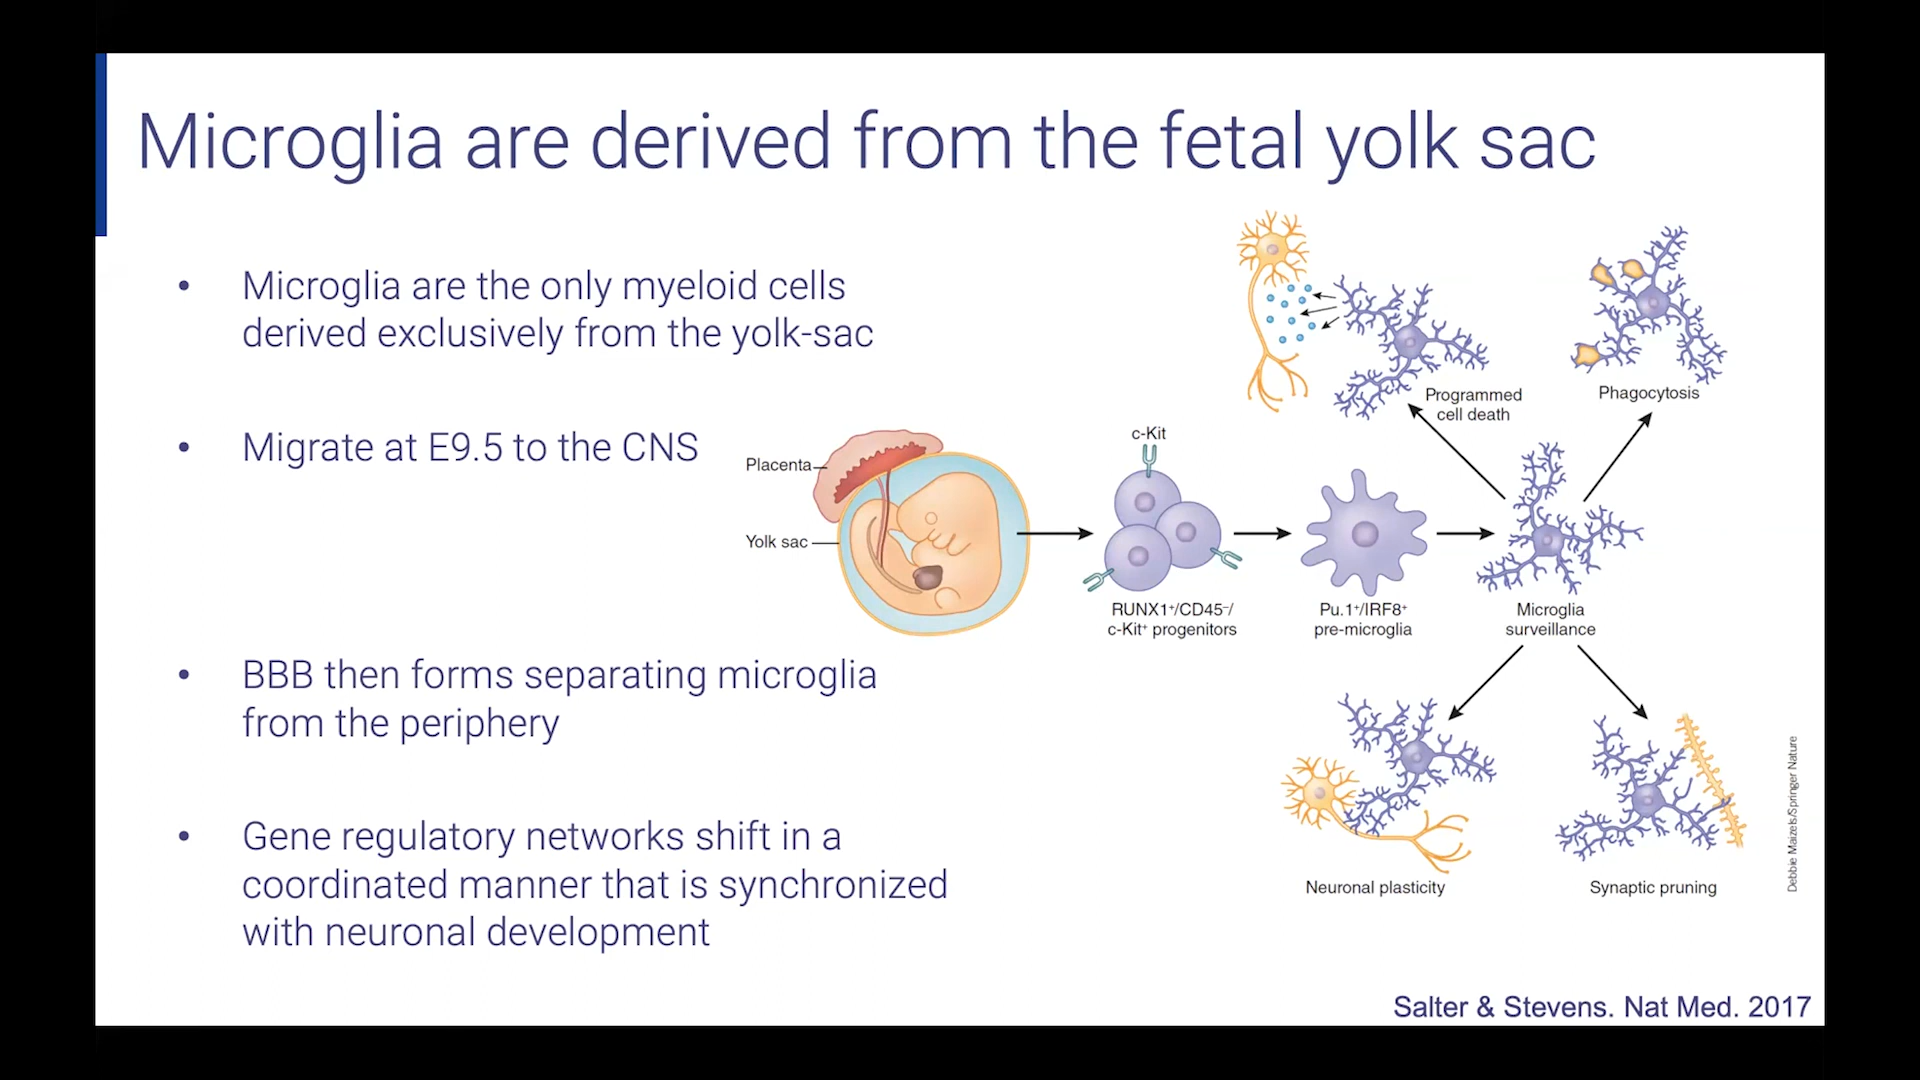 Microglia are derived from the fetal yolk sac
• Microglia are the only myeloid cells
derived exclusively from the yolk-sac
• Migrate at E9.5 to the CNS
• BBB then forms separating microglia
from the periphery
• Gene regulatory networks shift in a
coordinated manner that is synchronized
with neuronal development
Placenta
Yolk sac
c-Kit
RUNX1⁺/CD45⁻/
c-Kit⁺ progenitors
Pu.1⁺/IRF8⁺
pre-microglia
Microglia
surveillance
Programmed
cell death
Phagocytosis
Neuronal plasticity
Synaptic pruning
Debbie Maizels/Springer Nature
Salter & Stevens. Nat Med. 2017